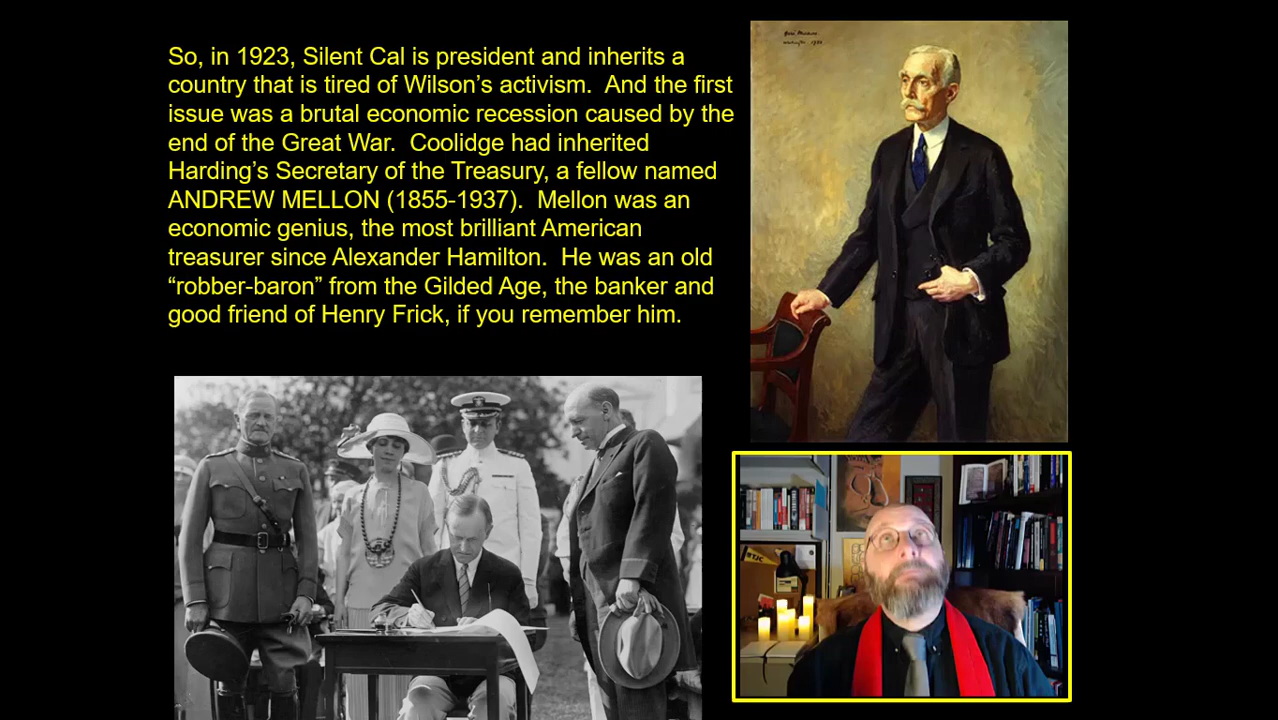 So, in 1923, Silent Cal is president and inherits a
country that is tired of Wilson’s activism.  And the first
issue was a brutal economic recession caused by the
end of the Great War.  Coolidge had inherited
Harding’s Secretary of the Treasury, a fellow named
ANDREW MELLON (1855-1937).  Mellon was an
economic genius, the most brilliant American
treasurer since Alexander Hamilton.  He was an old
“robber-baron” from the Gilded Age, the banker and
good friend of Henry Frick, if you remember him.
TJC